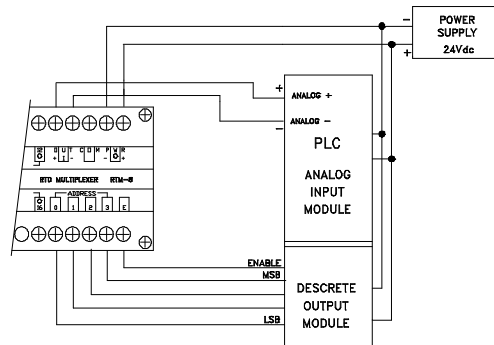 -
POWER
SUPPLY
24Vdc
+
+
ANALOG +
ANALOG -
-
PLC
ANALOG
INPUT
MODULE
O U T C O M P W R
+ I - - +
RTD MULTIPLEXER RTM-8
ADDRESS
16 0 1 2 3 E
ENABLE
MSB
LSB
DESCRETE
OUTPUT
MODULE